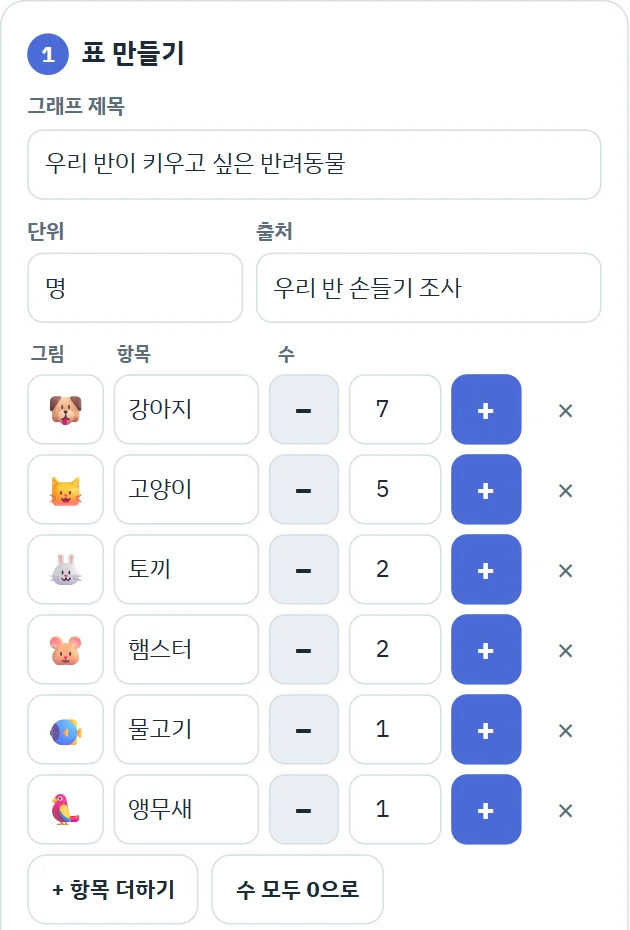 1 표 만들기
그래프 제목
우리 반이 키우고 싶은 반려동물
단위 출처
명 우리 반 손들기 조사
그림 항목 수
강아지 − 7 + ×
고양이 − 5 + ×
토끼 − 2 + ×
햄스터 − 2 + ×
물고기 − 1 + ×
앵무새 − 1 + ×
+ 항목 더하기 수 모두 0으로